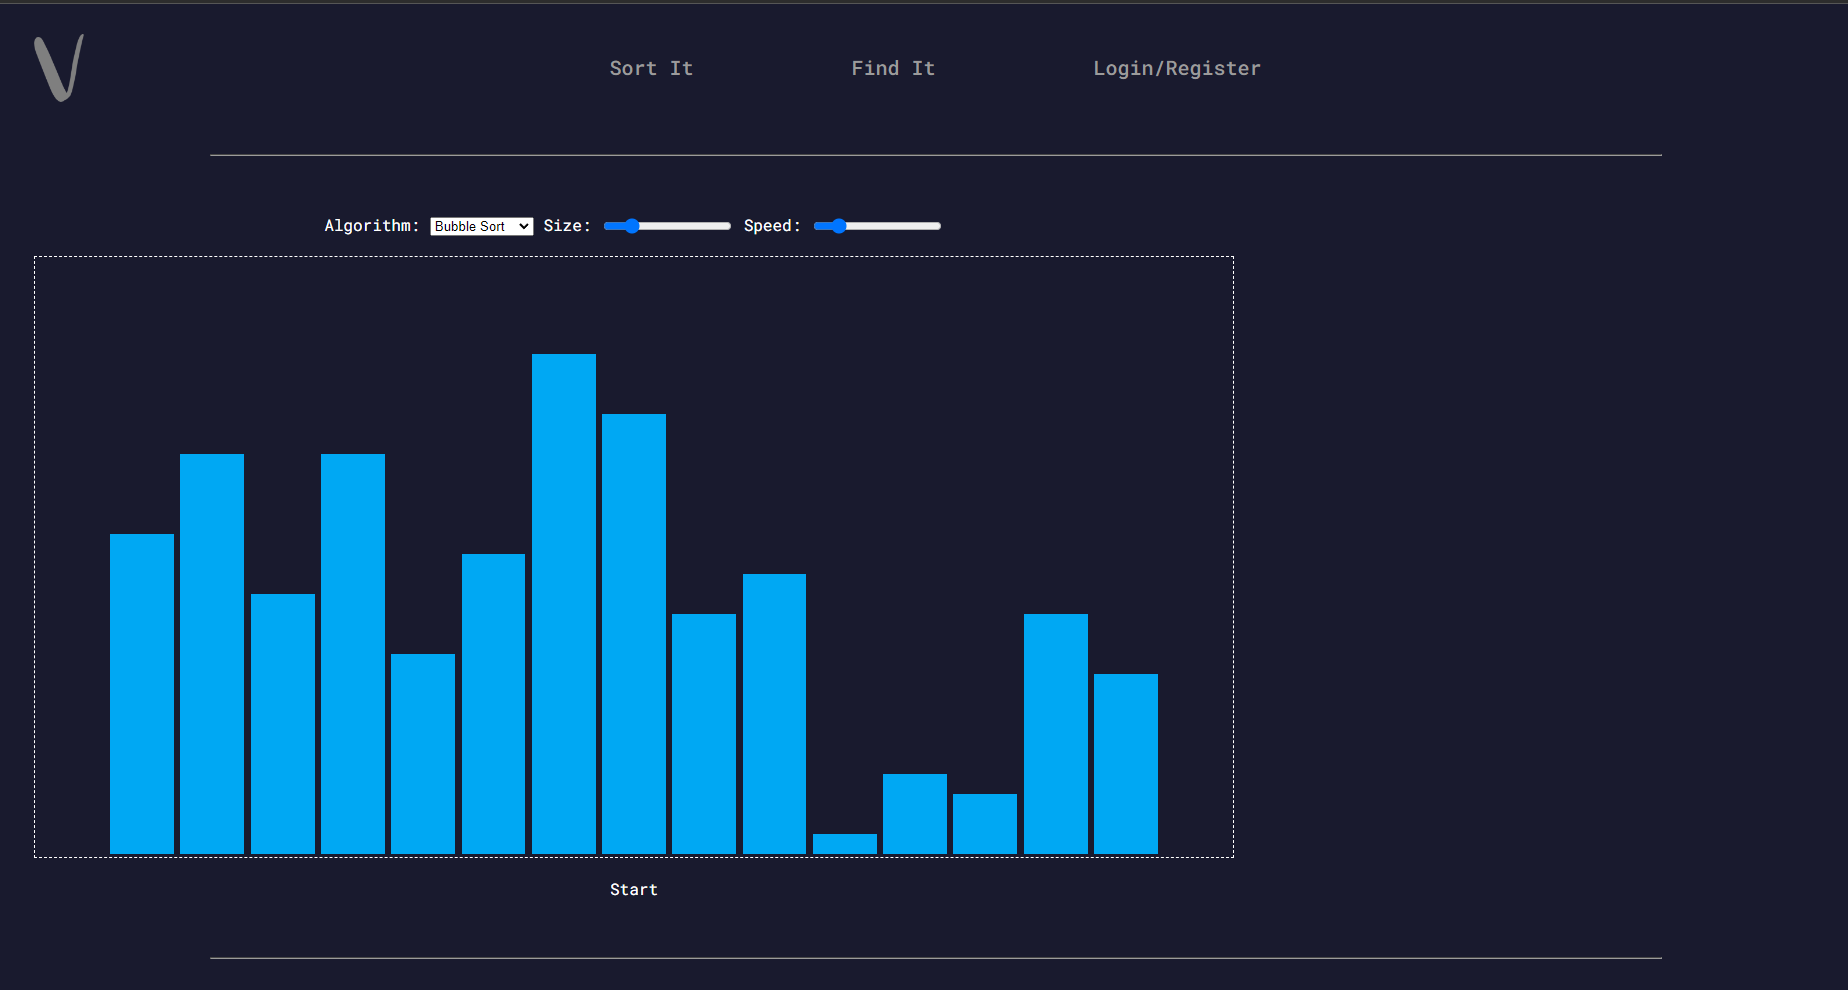 V
Sort It Find It Login/Register
Algorithm: Bubble Sort Size: Speed:
Start